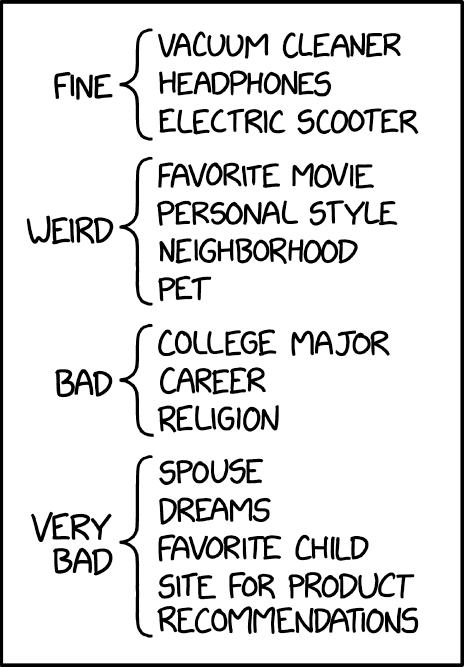 FINE
VACUUM CLEANER
HEADPHONES
ELECTRIC SCOOTER
WEIRD
FAVORITE MOVIE
PERSONAL STYLE
NEIGHBORHOOD
PET
BAD
COLLEGE MAJOR
CAREER
RELIGION
VERY
BAD
SPOUSE
DREAMS
FAVORITE CHILD
SITE FOR PRODUCT
RECOMMENDATIONS